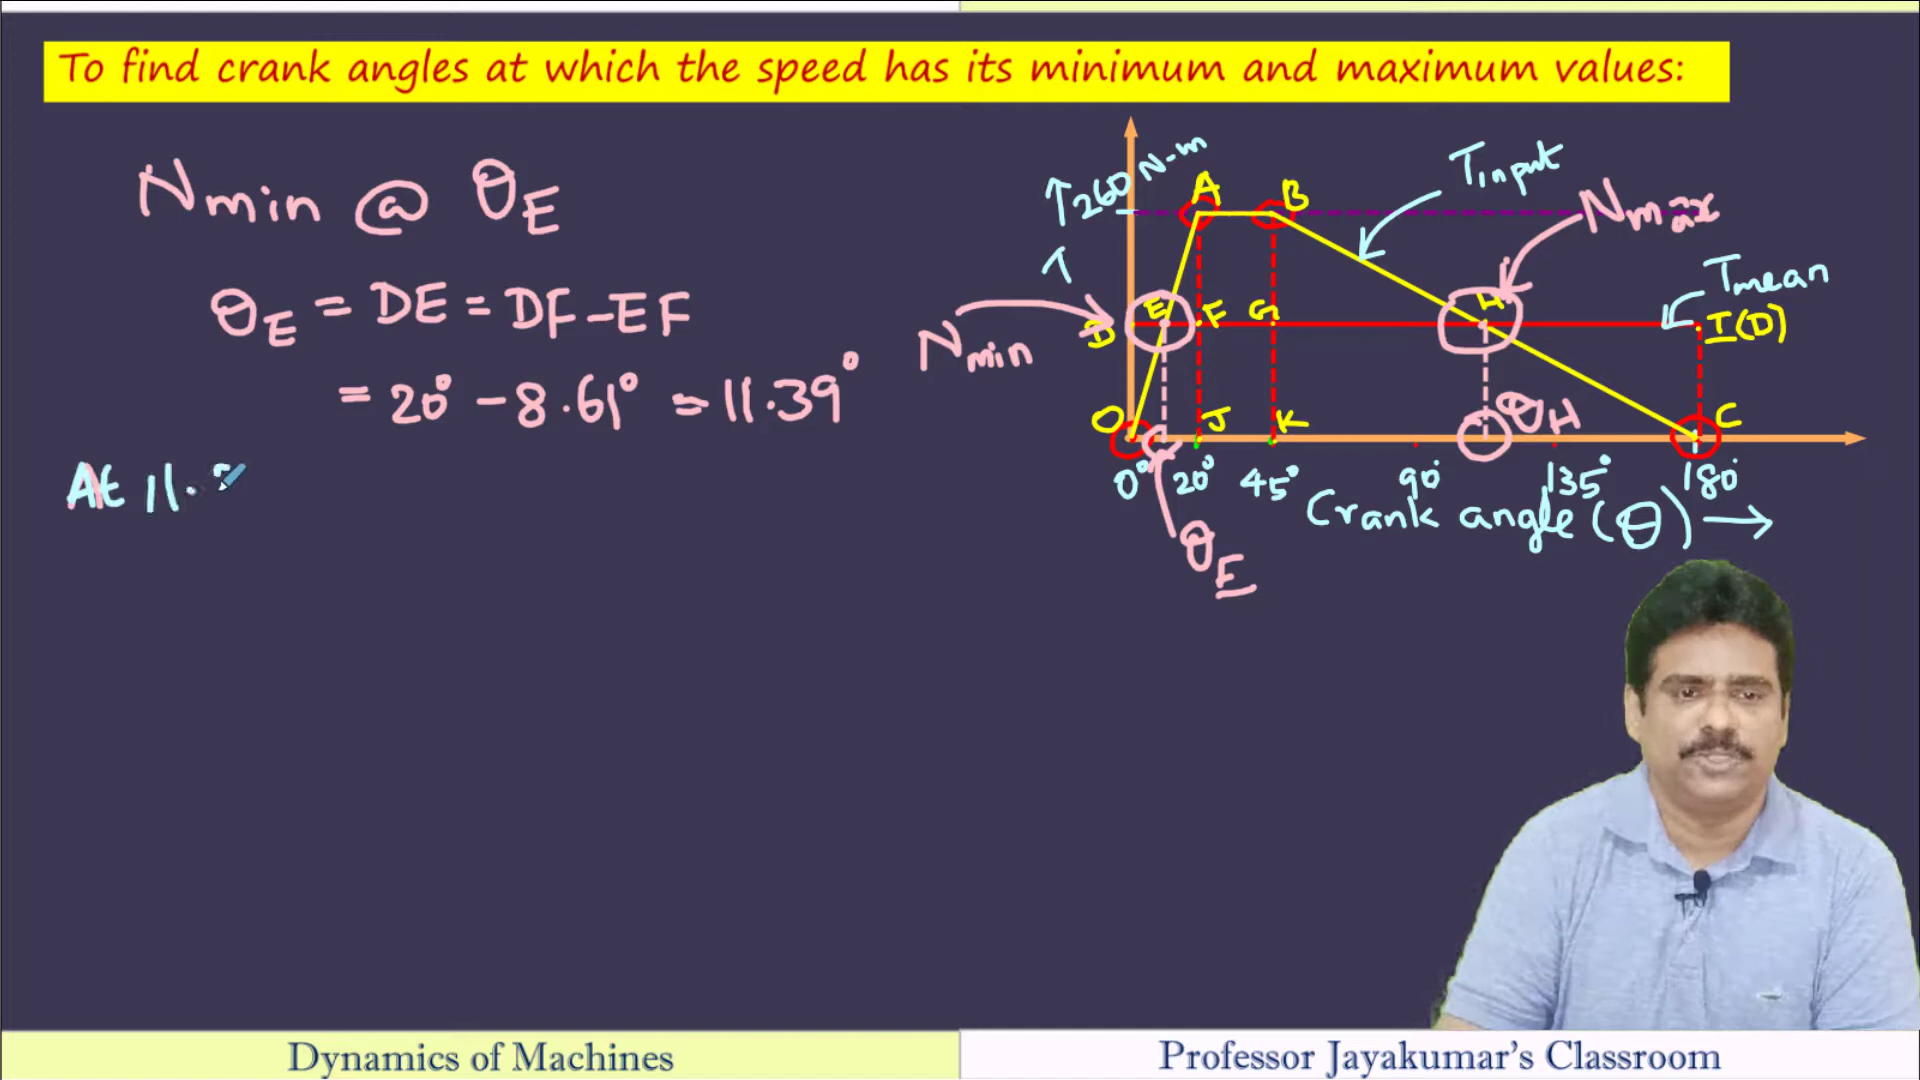 To find crank angles at which the speed has its minimum and maximum values:
Nmin @ θE
θE = DE = DF - EF
= 20° - 8.61° = 11.39°
At 11.3
↑260 N-m
A
B
Tinput
Nmax
↑
Tmean
Nmin
D
E
F
G
H
I(D)
O
J
K
θH
C
0°
20°
45°
90°
135°
180°
Crank angle (θ) →
θE
Dynamics of Machines
Professor Jayakumar’s Classroom